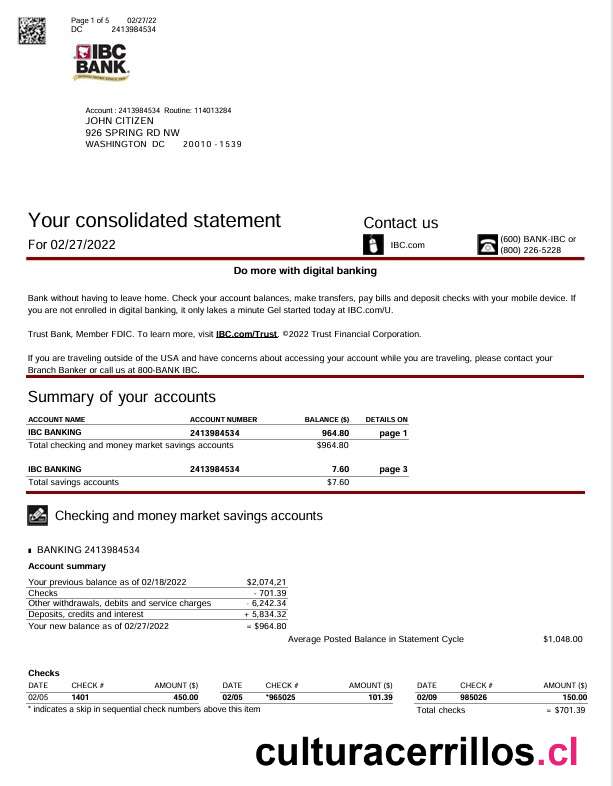 Page 1 of 5 02/27/22
DC 2413984534
IBC
BANK
Account : 2413984534 Routine: 114013284
JOHN CITIZEN
926 SPRING RD NW
WASHINGTON DC 20010 -1539
Your consolidated statement
For 02/27/2022
Contact us
IBC.com
(600) BANK-IBC or
(800) 226-5228
Do more with digital banking
Bank without having to leave home. Check your account balances, make transfers, pay bills and deposit checks with your mobile device. If
you are not enrolled in digital banking, it only lakes a minute Gel started today at IBC.com/U.
Trust Bank, Member FDIC. To learn more, visit IBC.com/Trust. ©2022 Trust Financial Corporation.
If you are traveling outside of the USA and have concerns about accessing your account while you are traveling, please contact your
Branch Banker or call us at 800-BANK IBC.
Summary of your accounts
ACCOUNT NAME ACCOUNT NUMBER BALANCE ($) DETAILS ON
IBC BANKING 2413984534 964.80 page 1
Total checking and money market savings accounts $964.80
IBC BANKING 2413984534 7.60 page 3
Total savings accounts $7.60
Checking and money market savings accounts
BANKING 2413984534
Account summary
Your previous balance as of 02/18/2022 $2,074,21
Checks - 701.39
Other withdrawals, debits and service charges - 6,242.34
Deposits, credits and interest + 5,834.32
Your new balance as of 02/27/2022 = $964.80
Average Posted Balance in Statement Cycle $1,048.00
Checks
DATE CHECK # AMOUNT ($) DATE CHECK # AMOUNT ($) DATE CHECK # AMOUNT ($)
02/05 1401 450.00 02/05 *965025 101.39 02/09 985026 150.00
* indicates a skip in sequential check numbers above this item
Total checks = $701.39
culturacerrillos.cl